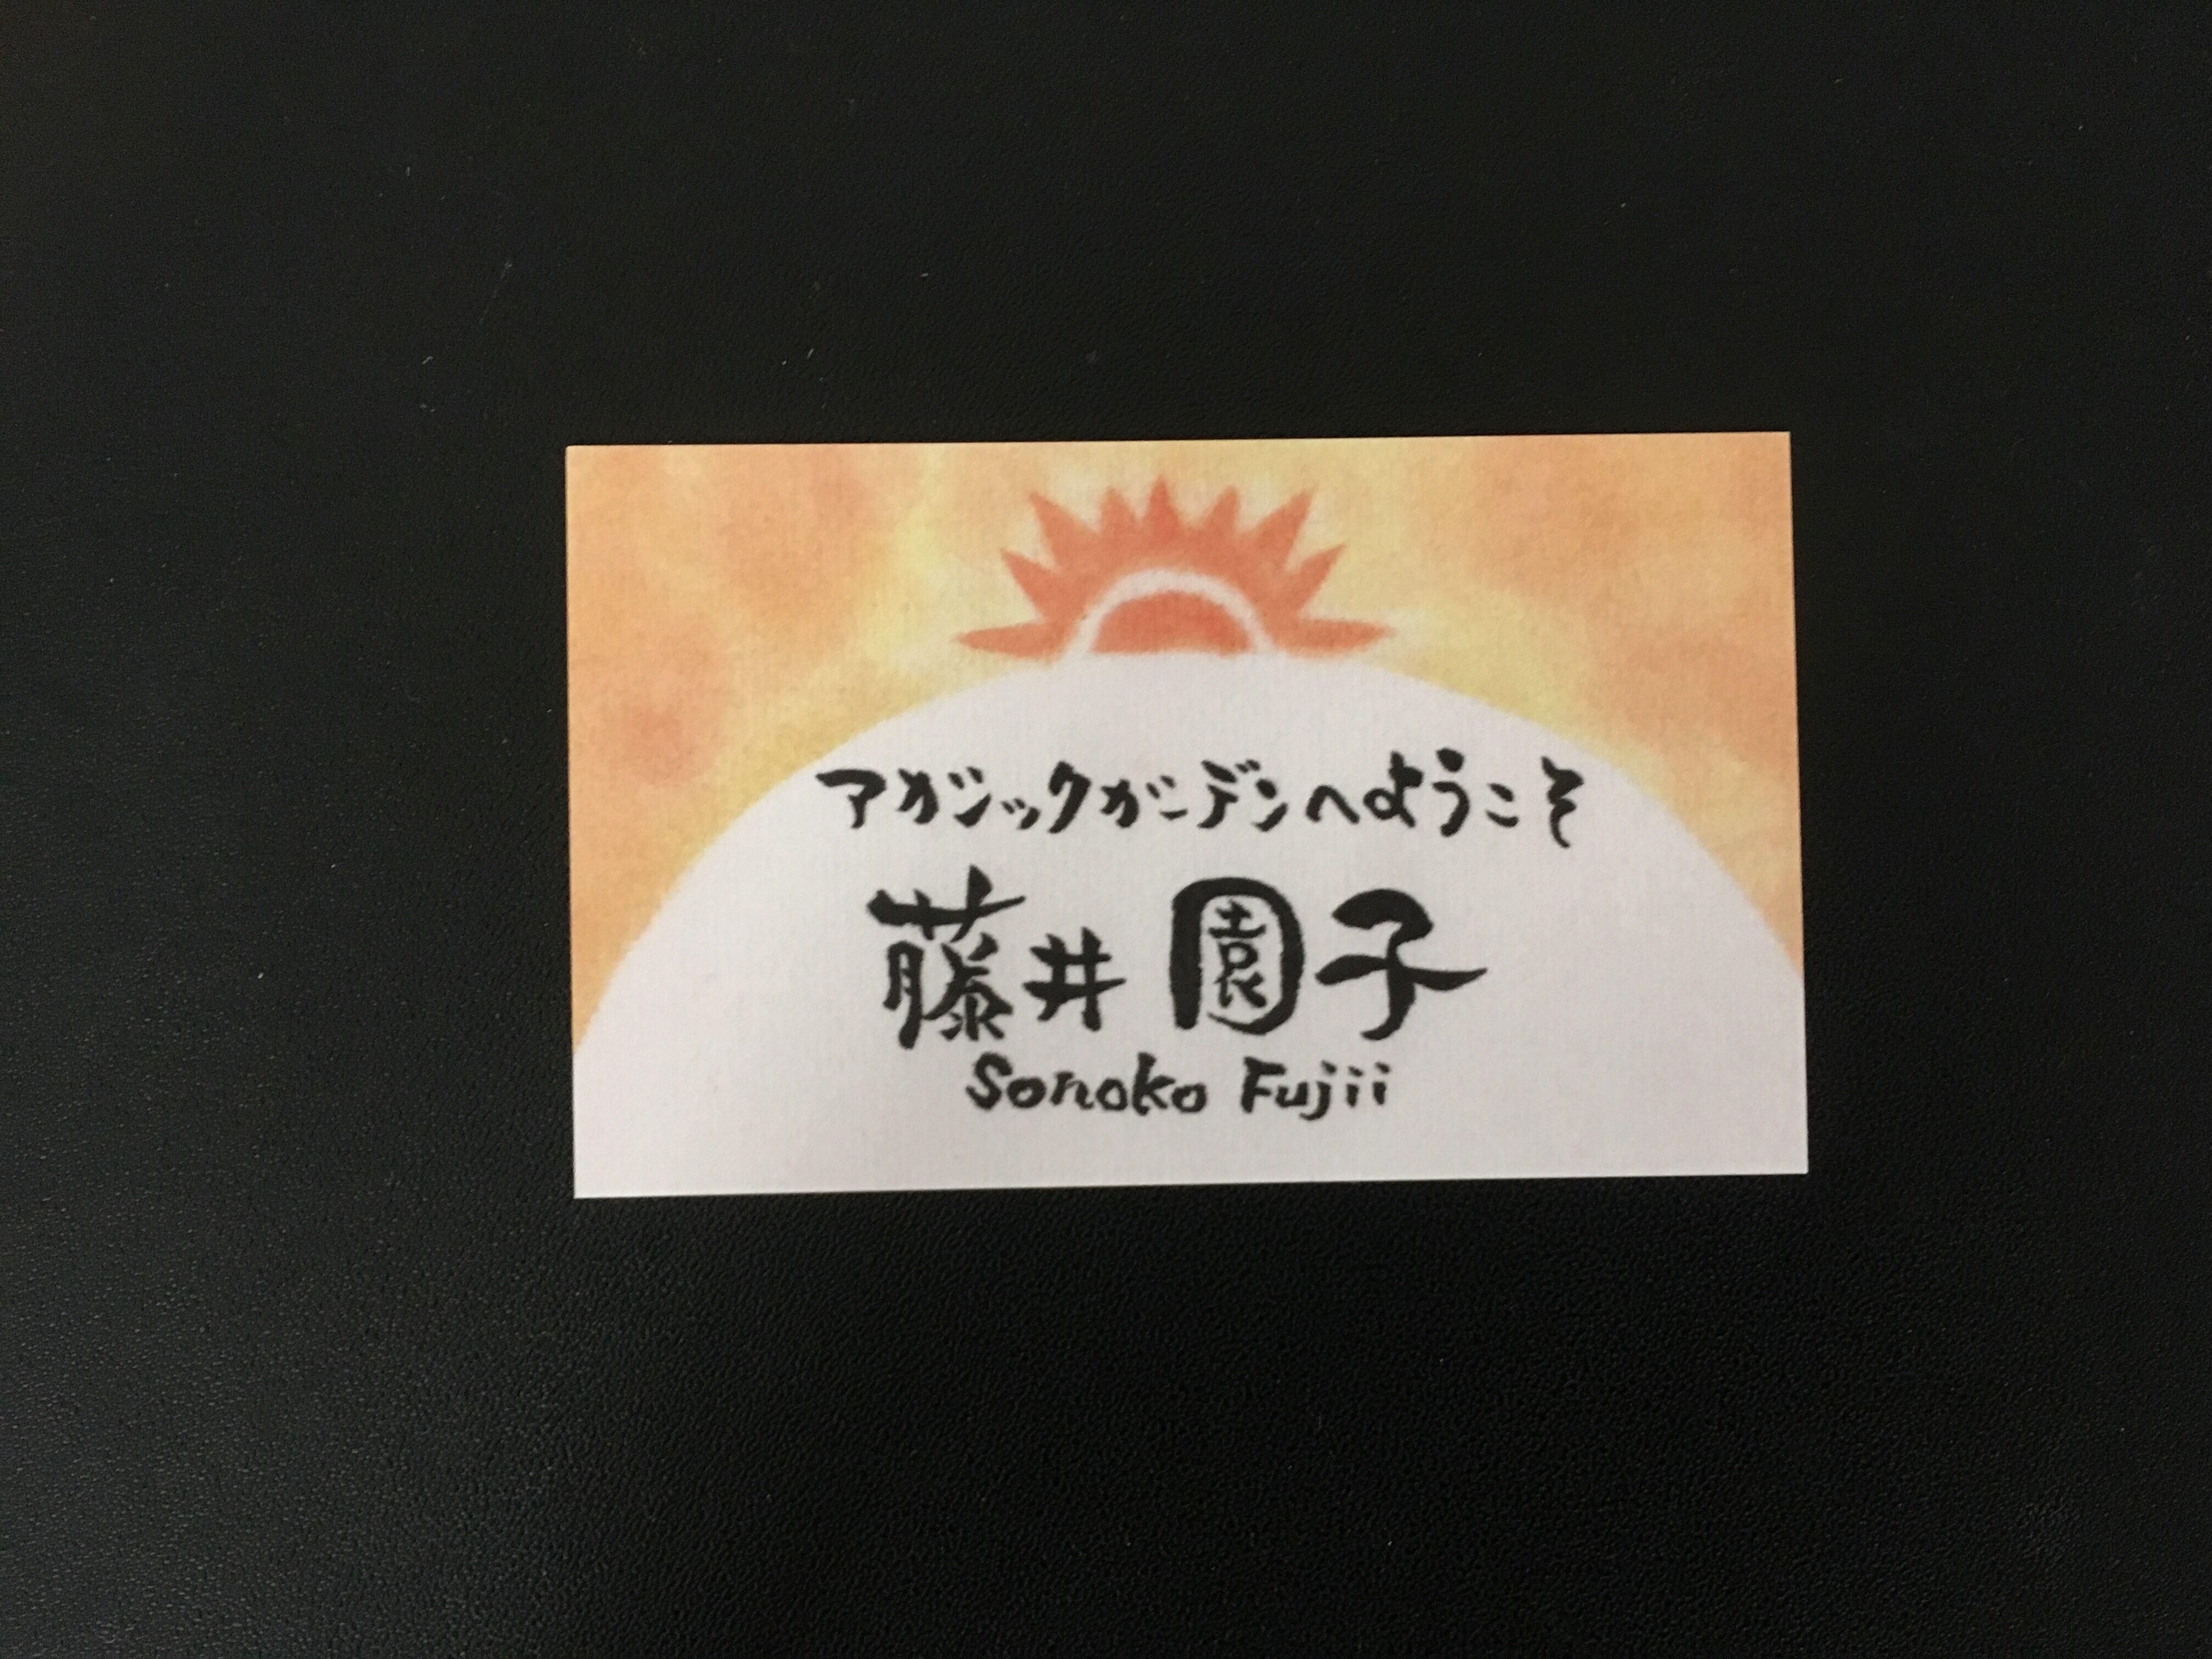 アガジックガーデンへようこそ
藤井 園子
Sonoko Fujii